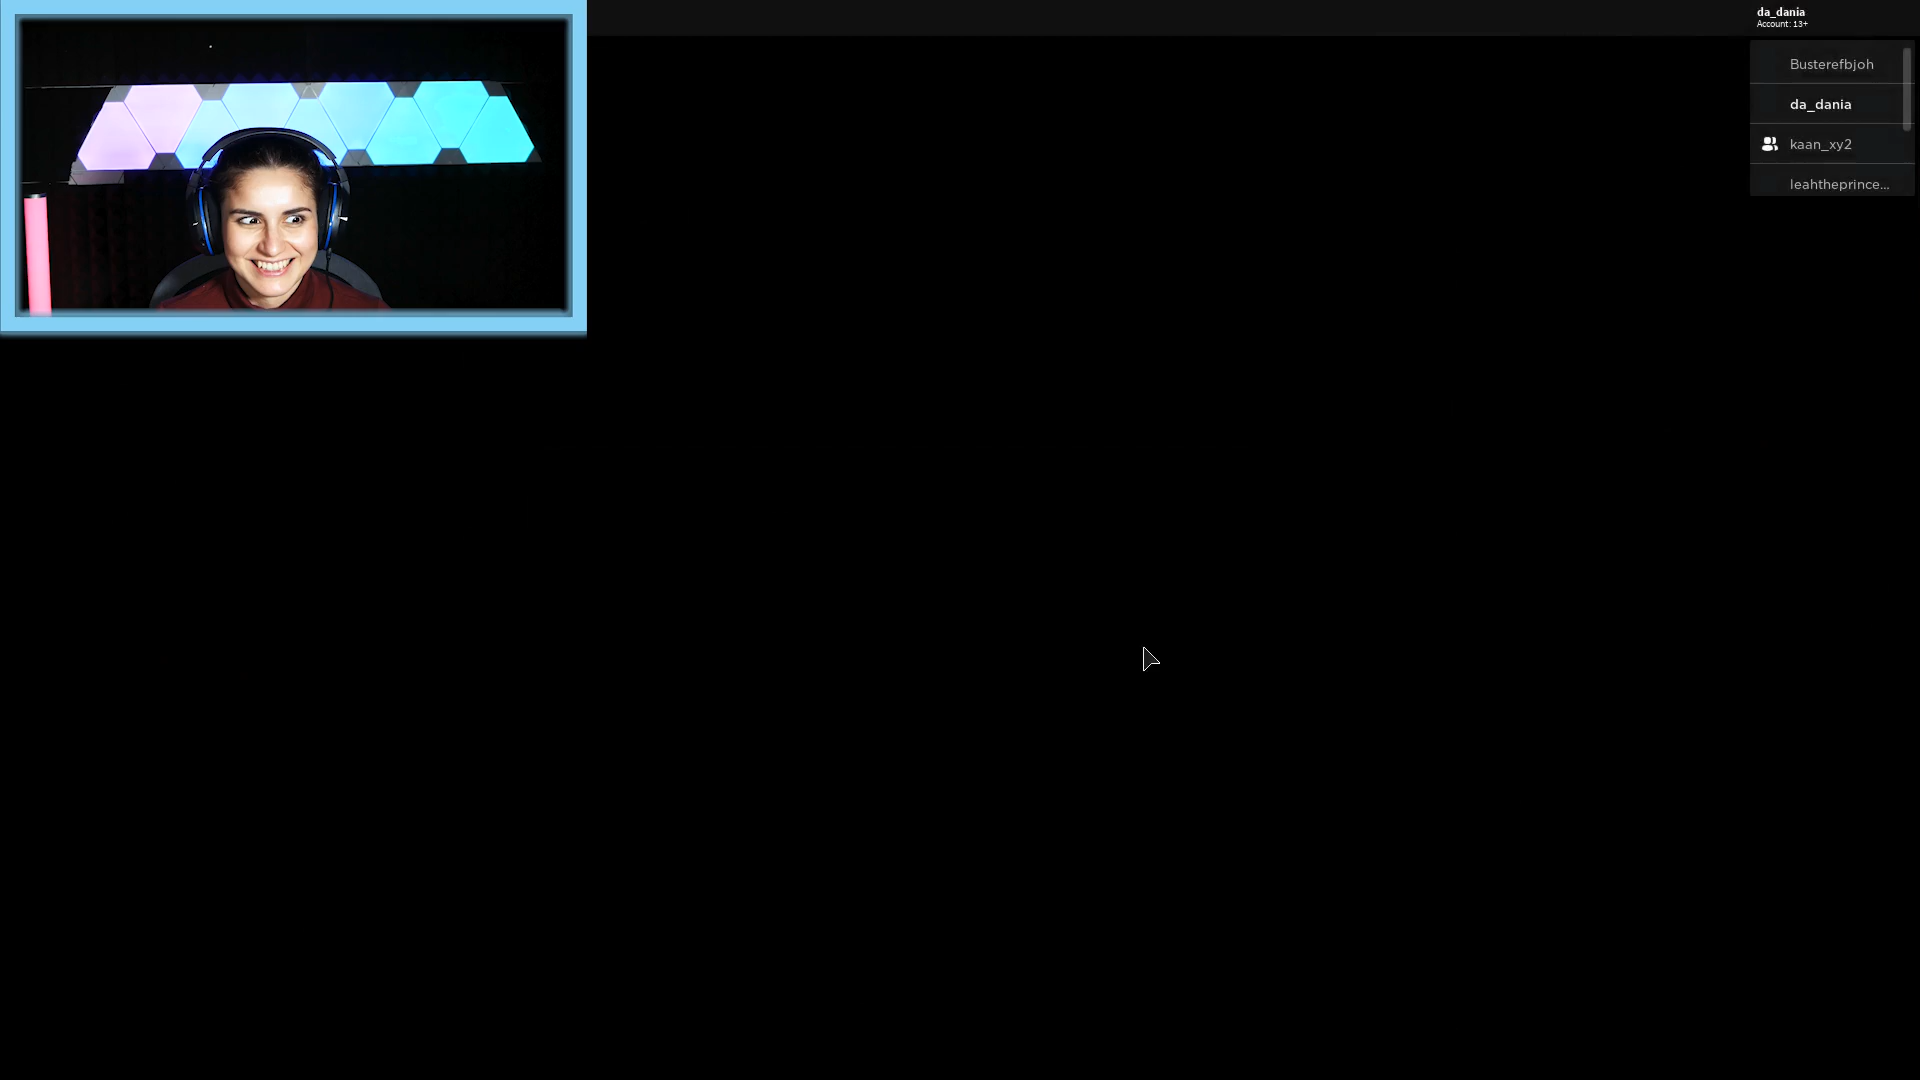 da_dania
Account: 13+
Busterefbjoh
da_dania
kaan_xy2
leahtheprince...